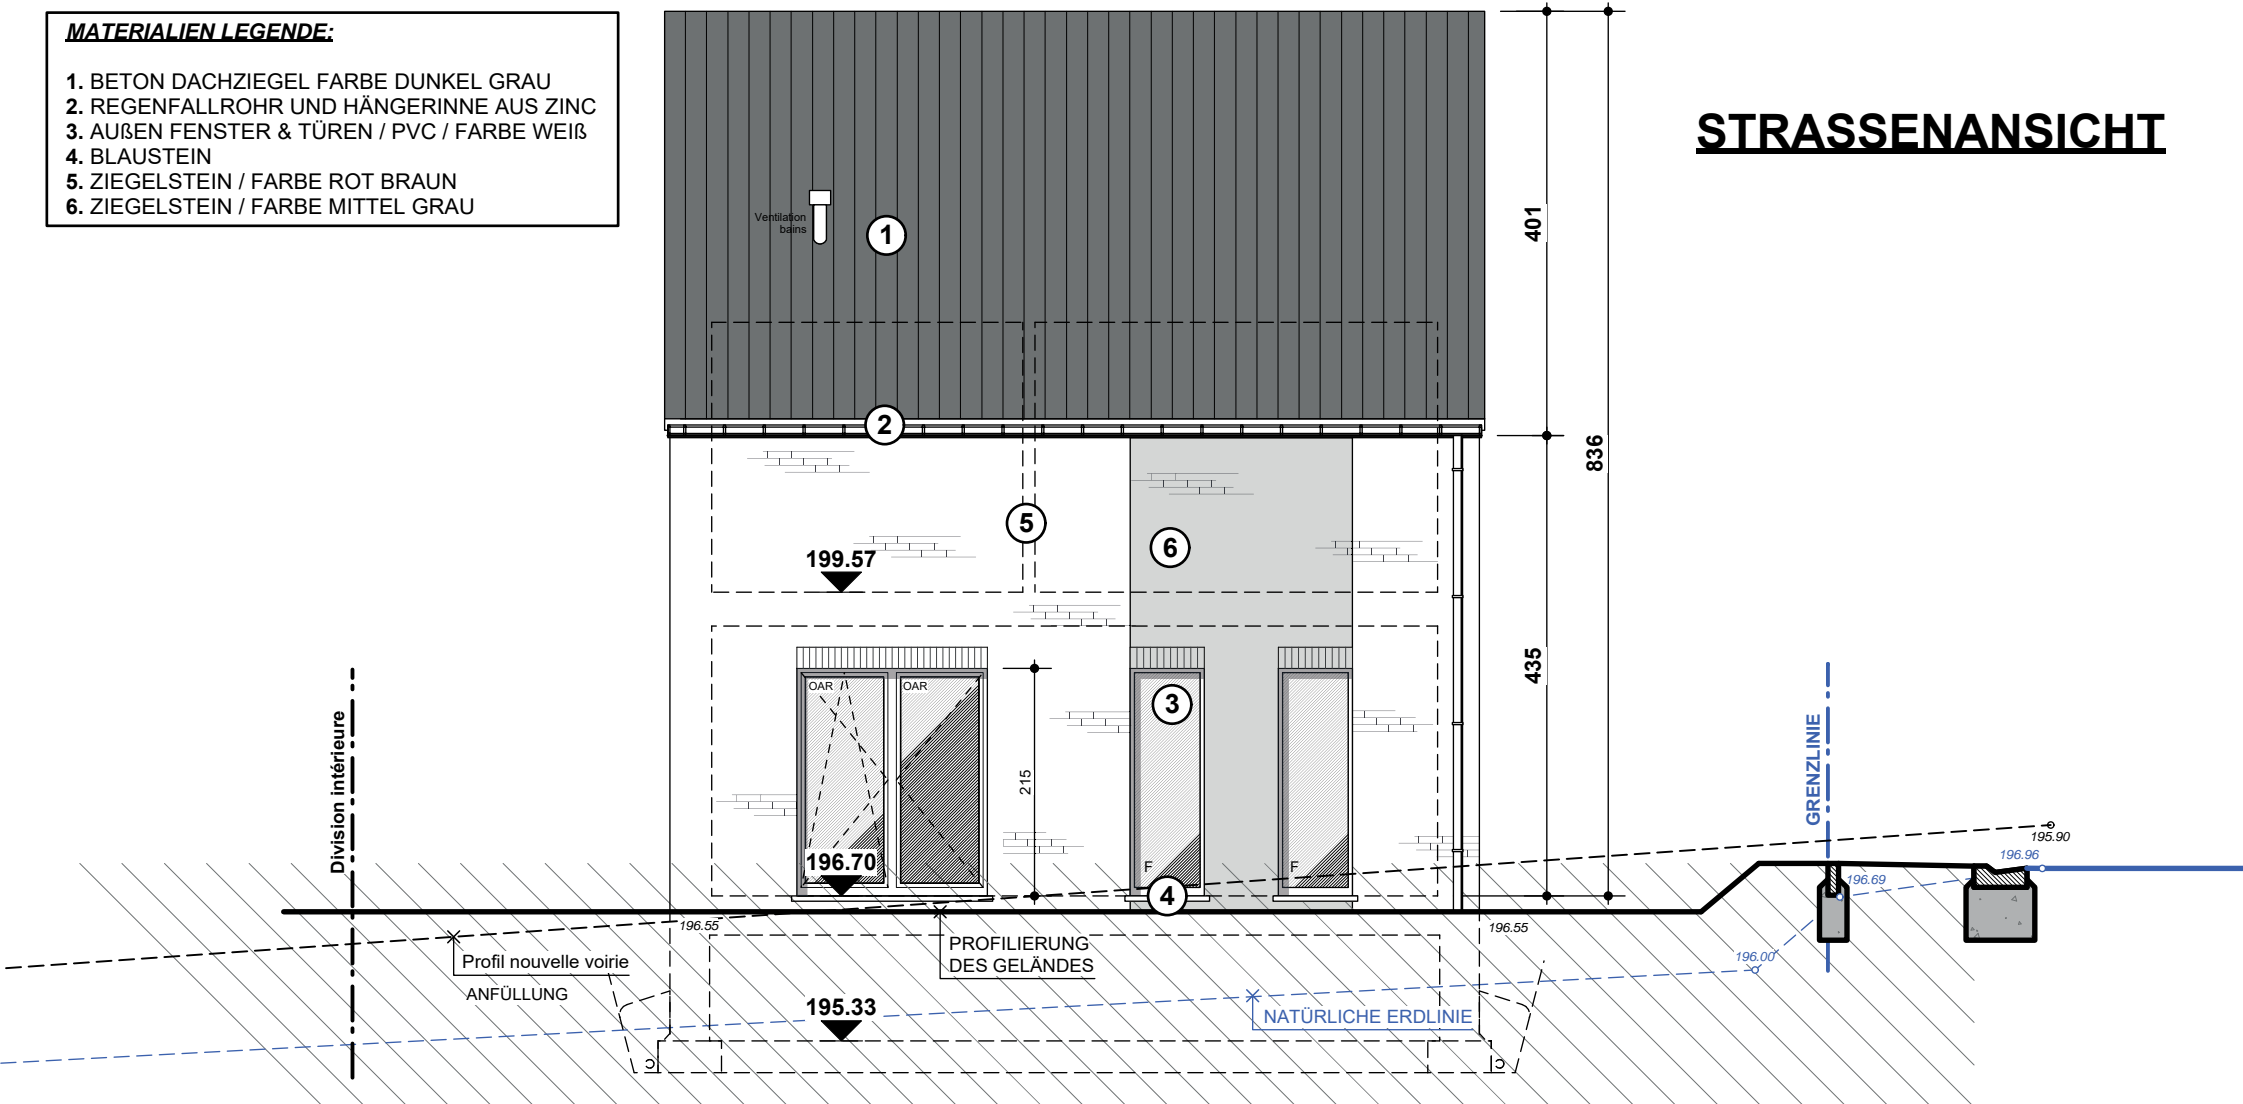 MATERIALIEN LEGENDE:
1. BETON DACHZIEGEL FARBE DUNKEL GRAU
2. REGENFALLROHR UND HÄNGERINNE AUS ZINC
3. AUßEN FENSTER & TÜREN / PVC / FARBE WEIß
4. BLAUSTEIN
5. ZIEGELSTEIN / FARBE ROT BRAUN
6. ZIEGELSTEIN / FARBE MITTEL GRAU
STRASSENANSICHT
Ventilation
bains
1
401
2
836
5
6
199.57
435
OAR
OAR
3
215
Division intérieure
GRENZLINIE
195.90
196.96
196.70
F
F
196.69
4
196.55
196.55
PROFILIERUNG
DES GELÄNDES
Profil nouvelle voirie
196.00
ANFÜLLUNG
195.33
NATÜRLICHE ERDLINIE